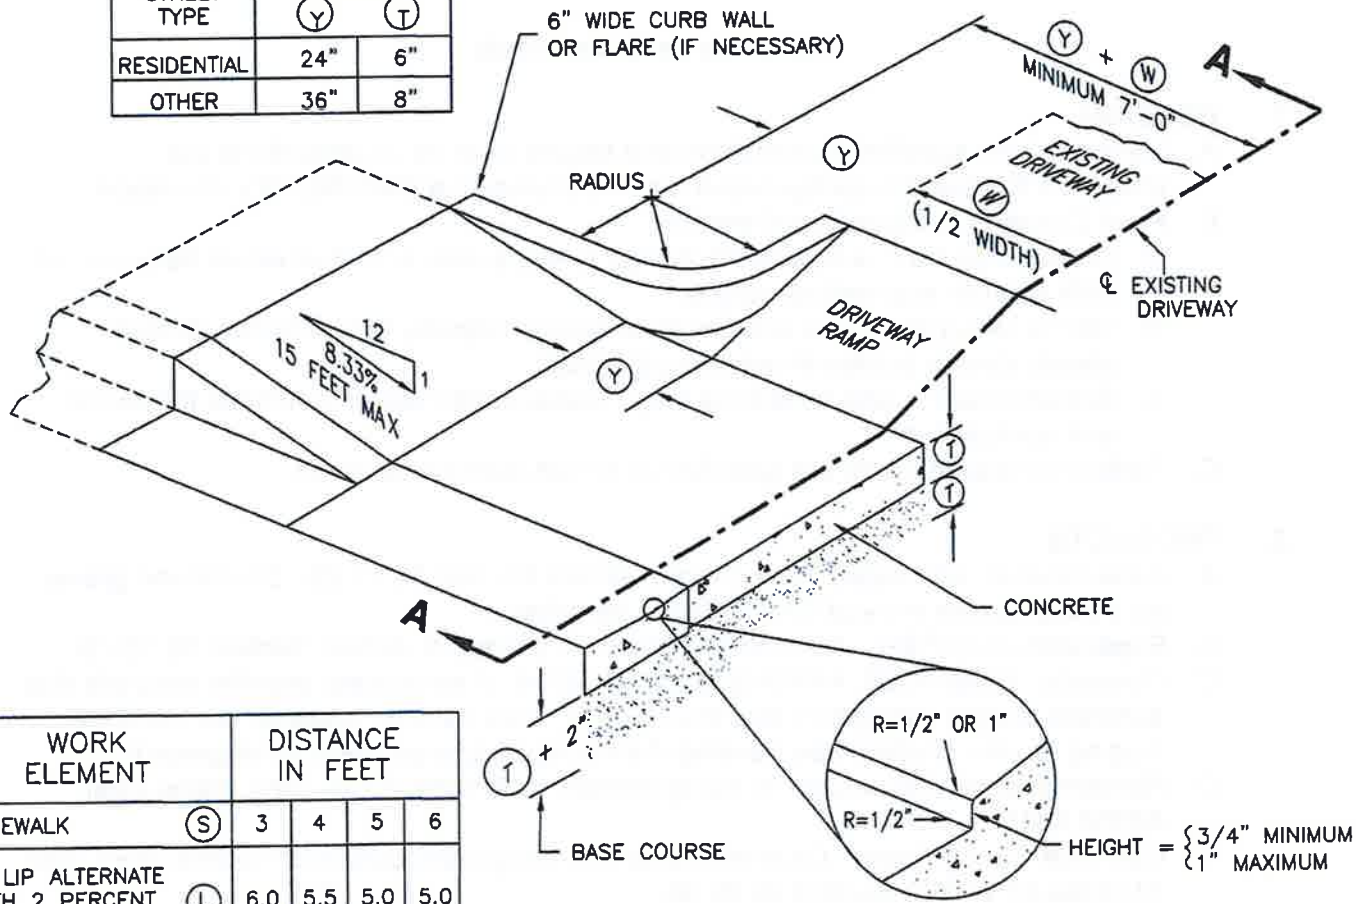 TYPE Y T
RESIDENTIAL 24" 6"
OTHER 36" 8"
6" WIDE CURB WALL
OR FLARE (IF NECESSARY)
Y + W
MINIMUM 7'-0"
A
RADIUS
Y
EXISTING
DRIVEWAY
W
(1/2 WIDTH)
℄ EXISTING
DRIVEWAY
DRIVEWAY
RAMP
12
8.33%
1
15 FEET MAX
Y
T
T
A
CONCRETE
T + 2"
BASE COURSE
R=1/2" OR 1"
R=1/2"
HEIGHT = { 3/4" MINIMUM
{ 1" MAXIMUM
WORK
ELEMENT
DISTANCE
IN FEET
EWALK S 3 4 5 6
LIP ALTERNATE
TH 2 PERCENT L 6.0 5.5 5.0 5.0